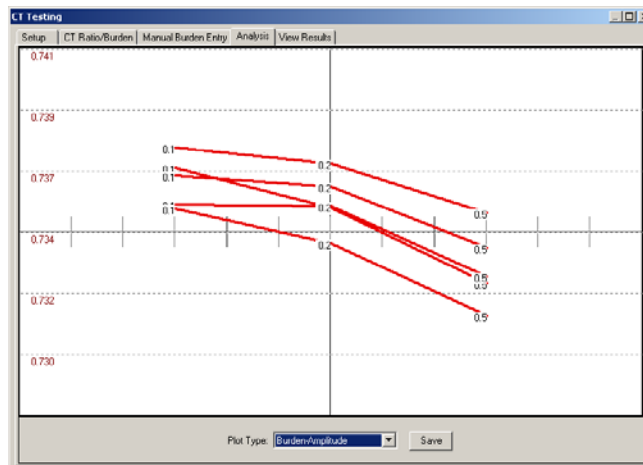 CT Testing
Setup CT Ratio/Burden Manual Burden Entry Analysis View Results
0.741
0.739
0.1 0.2
0.737 0.1 0.1 0.2
0.1 0.1 0.2 0.5
0.734 0.2 0.5
0.5 0.5
0.732
0.5
0.730
Plot Type: Burden-Amplitude Save